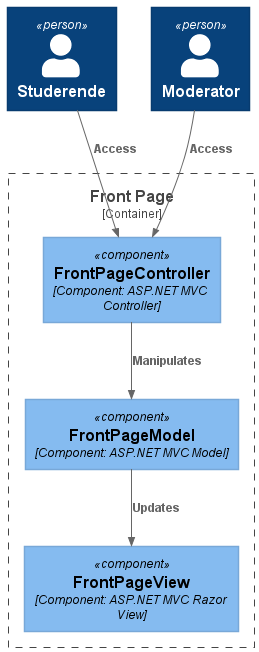 «person»
Studerende
«person»
Moderator
Access
Access
Front Page
[Container]
«component»
FrontPageController
[Component: ASP.NET MVC
Controller]
Manipulates
«component»
FrontPageModel
[Component: ASP.NET MVC Model]
Updates
«component»
FrontPageView
[Component: ASP.NET MVC Razor
View]